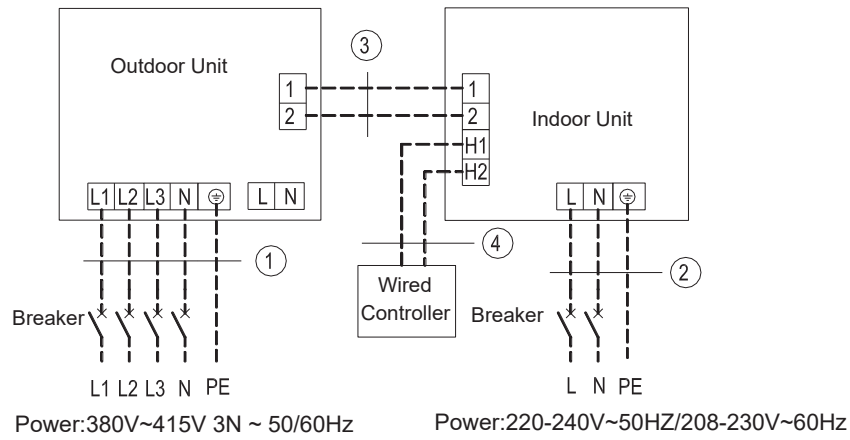 Outdoor Unit
1
2
L1 L2 L3 N L N
①
Breaker
L1 L2 L3 N PE
Power:380V~415V 3N ~ 50/60Hz
③
1
2
H1
H2
Indoor Unit
L N
④
Wired
Controller
②
Breaker
L N PE
Power:220-240V~50HZ/208-230V~60Hz